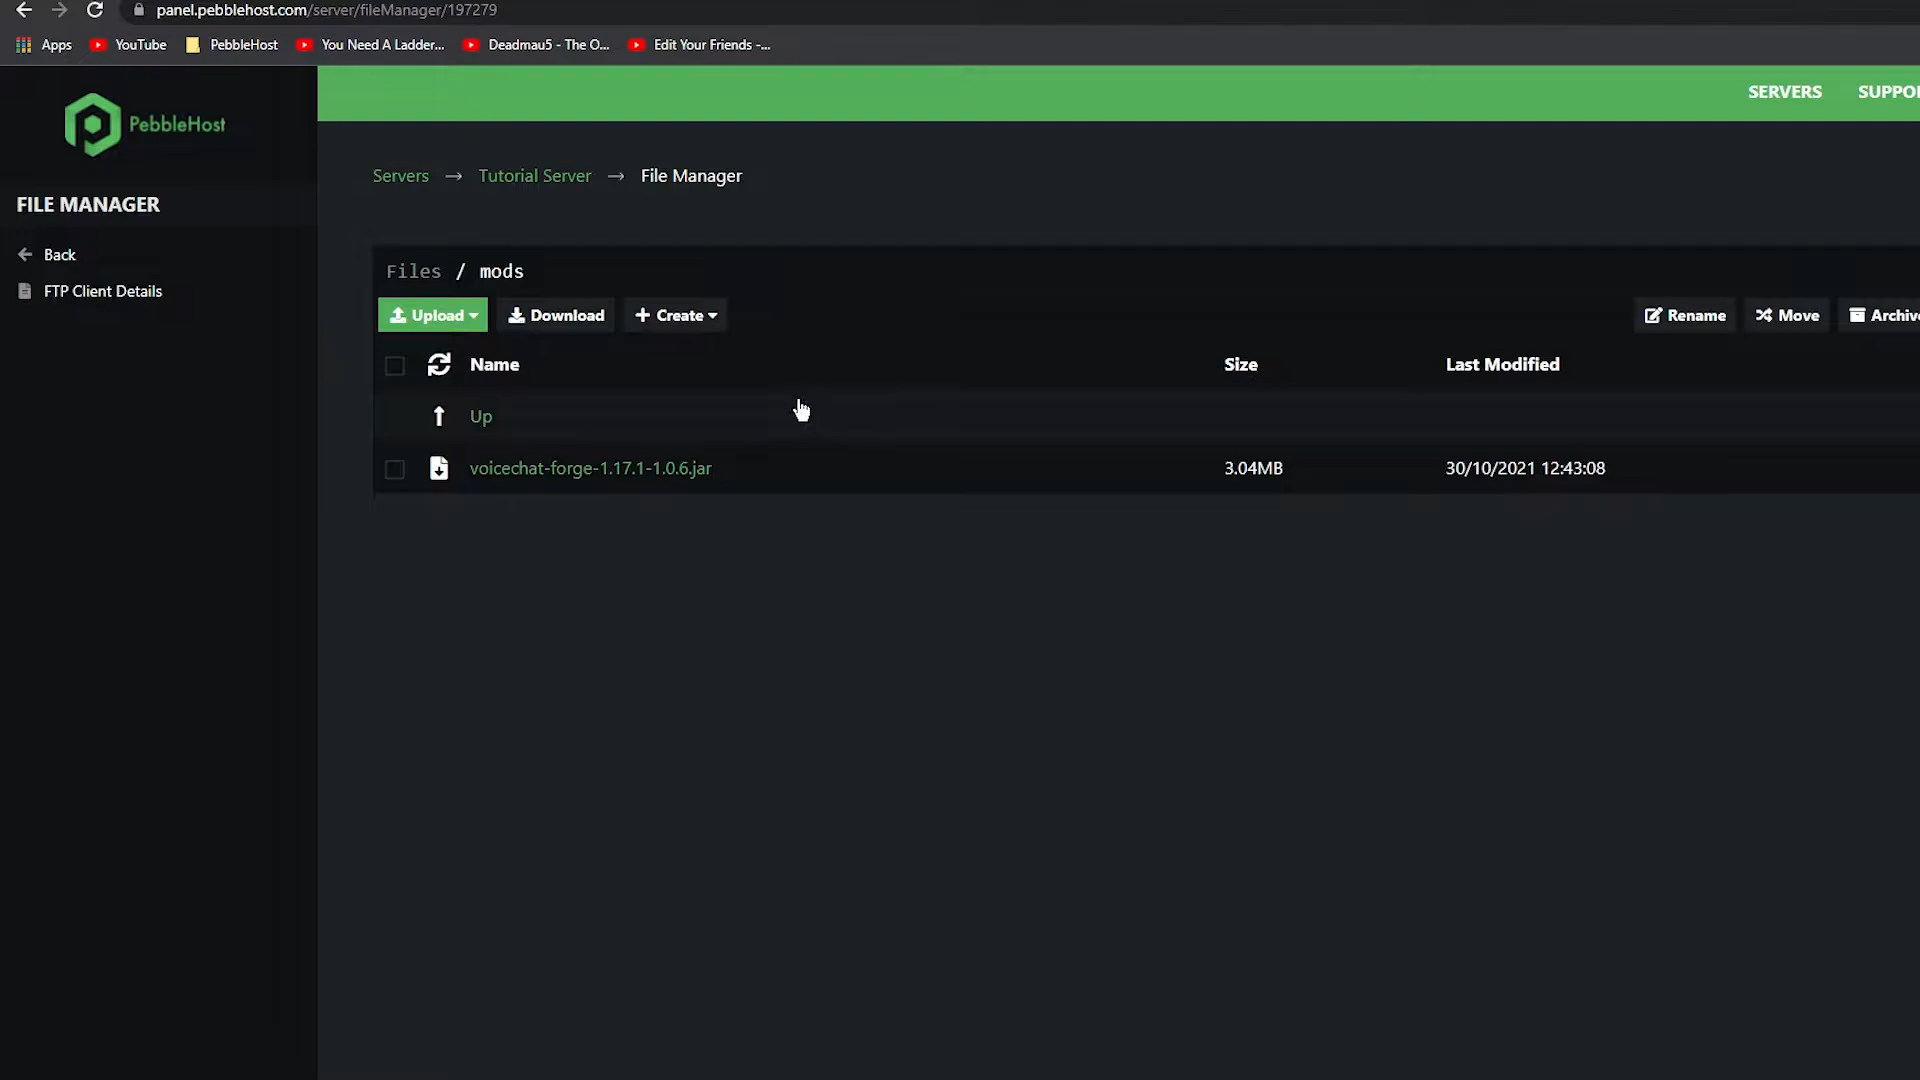 panel.pebblehost.com/server/fileManager/197279
Apps YouTube PebbleHost You Need A Ladder... Deadmau5 - The O... Edit Your Friends -...
PebbleHost
SERVERS SUPPO
Servers → Tutorial Server → File Manager
FILE MANAGER
Back
FTP Client Details
Files / mods
Upload Download + Create Rename Move Archive
Name Size Last Modified
Up
voicechat-forge-1.17.1-1.0.6.jar 3.04MB 30/10/2021 12:43:08